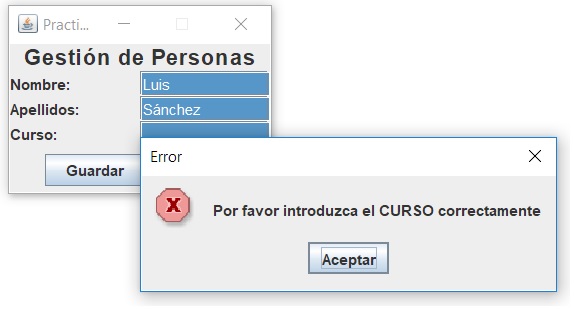 Practi...
Gestión de Personas
Nombre: Luis
Apellidos: Sánchez
Curso:
Guardar
Error
Por favor introduzca el CURSO correctamente
Aceptar